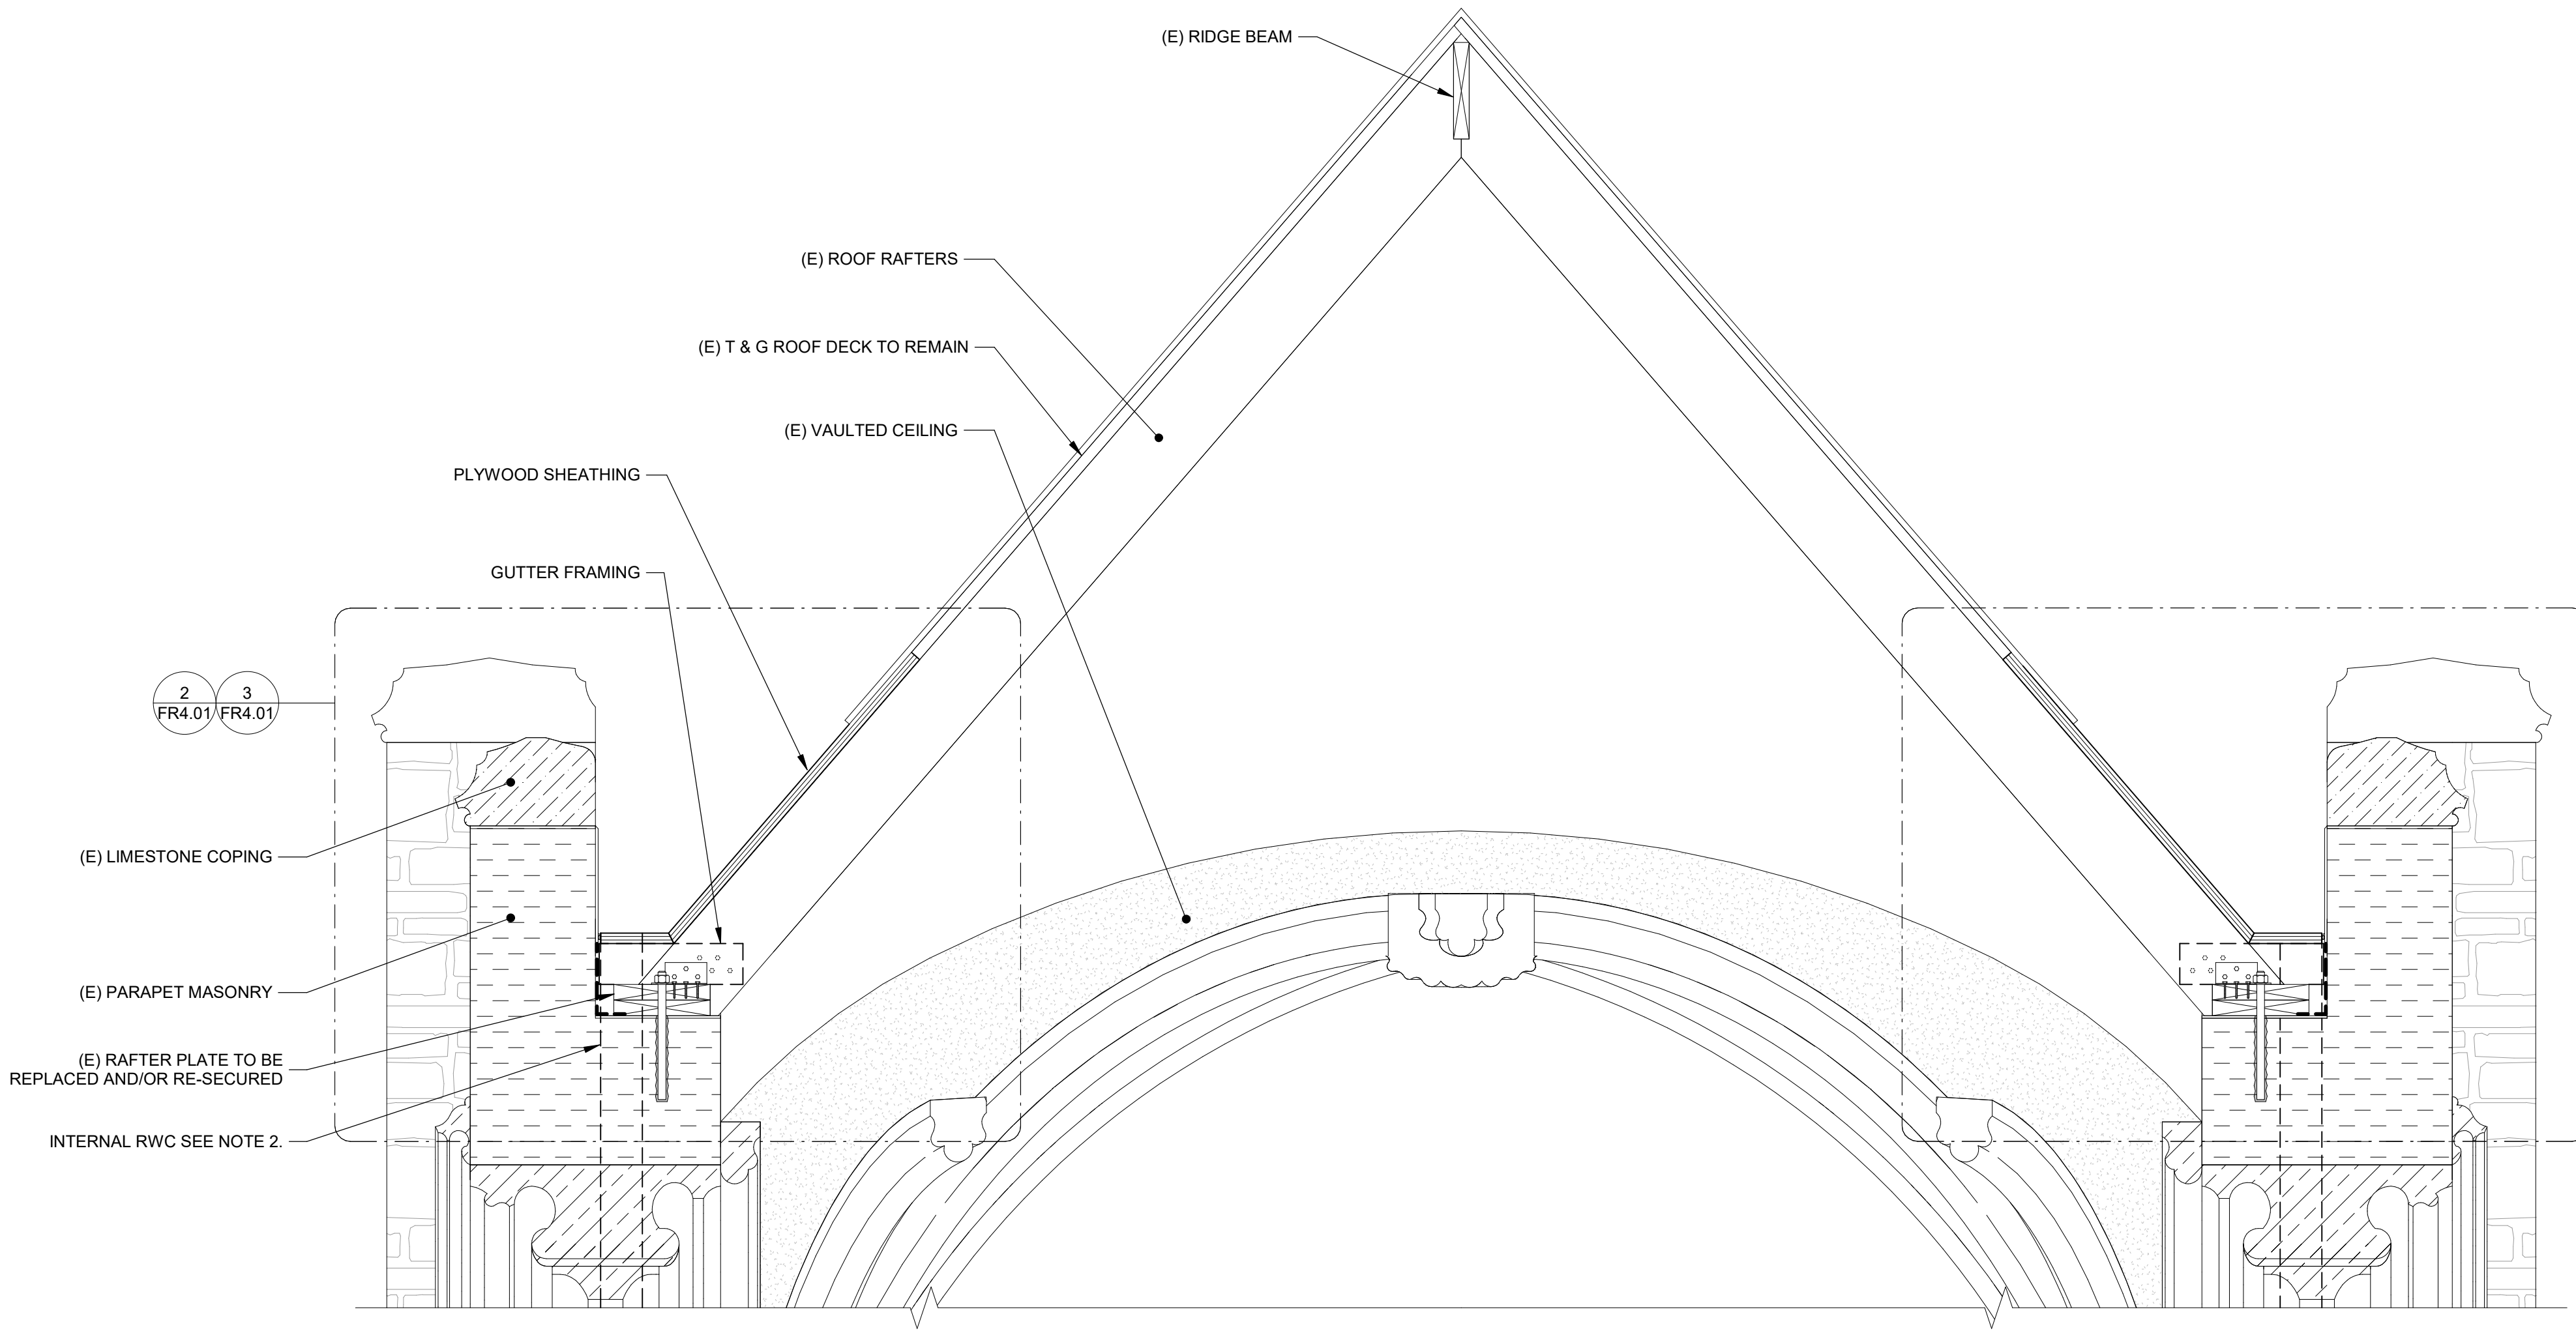 (E) RIDGE BEAM
(E) ROOF RAFTERS
(E) T & G ROOF DECK TO REMAIN
(E) VAULTED CEILING
PLYWOOD SHEATHING
GUTTER FRAMING
2
FR4.01
3
FR4.01
(E) LIMESTONE COPING
(E) PARAPET MASONRY
(E) RAFTER PLATE TO BE
REPLACED AND/OR RE-SECURED
INTERNAL RWC SEE NOTE 2.